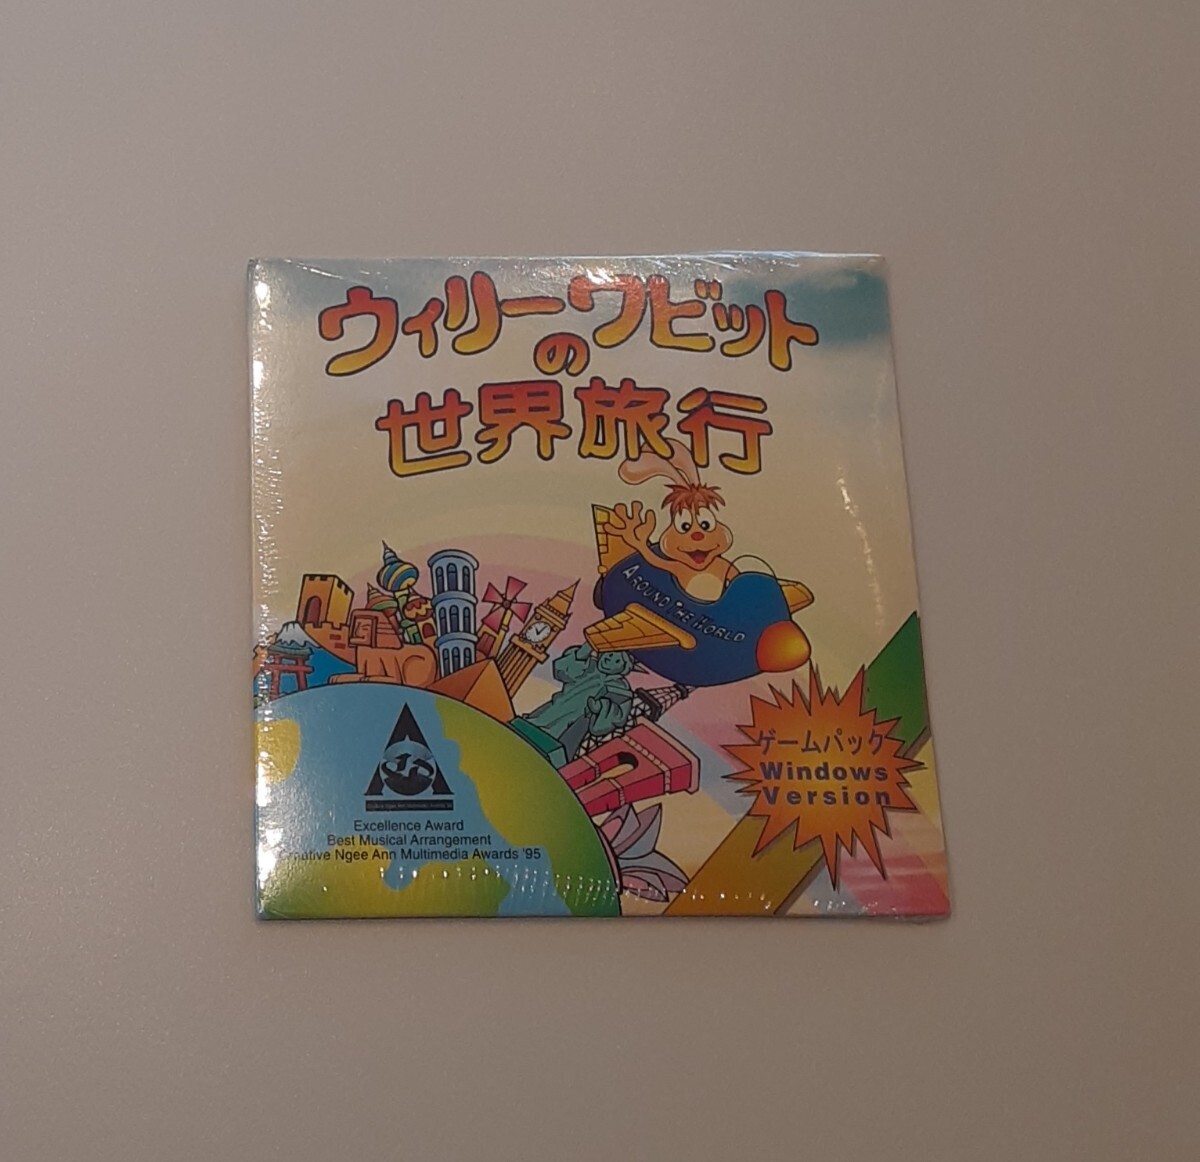 ウィリーワビット
の
世界旅行
AROUND THE WORLD
ゲームパック
Windows
Version
Excellence Award
Best Musical Arrangement
Creative Ngee Ann Multimedia Awards '95